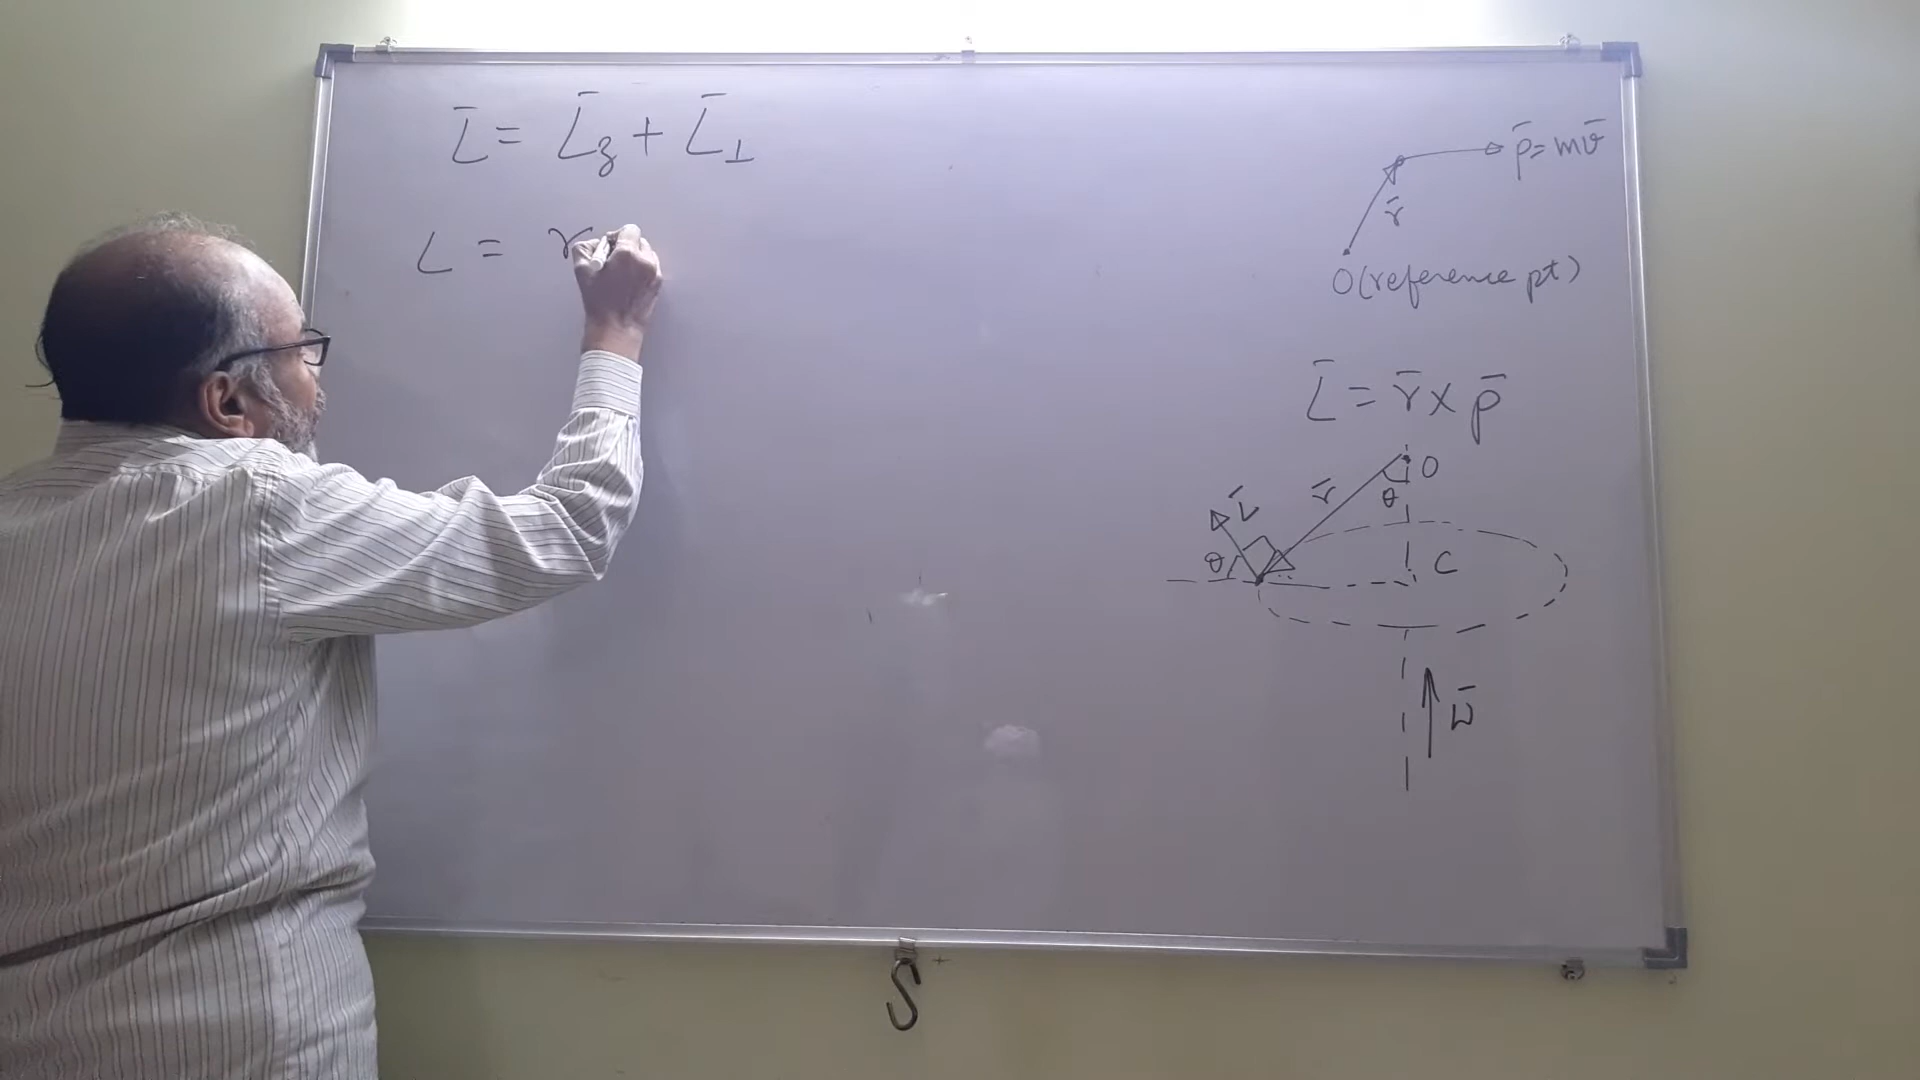 L̄ = L̄z + L̄⊥
L = r
p̄ = mv̄
r̄
O (reference pt)
L̄ = r̄ × p̄
O
r̄
θ
L̄
θ
C
ω̄